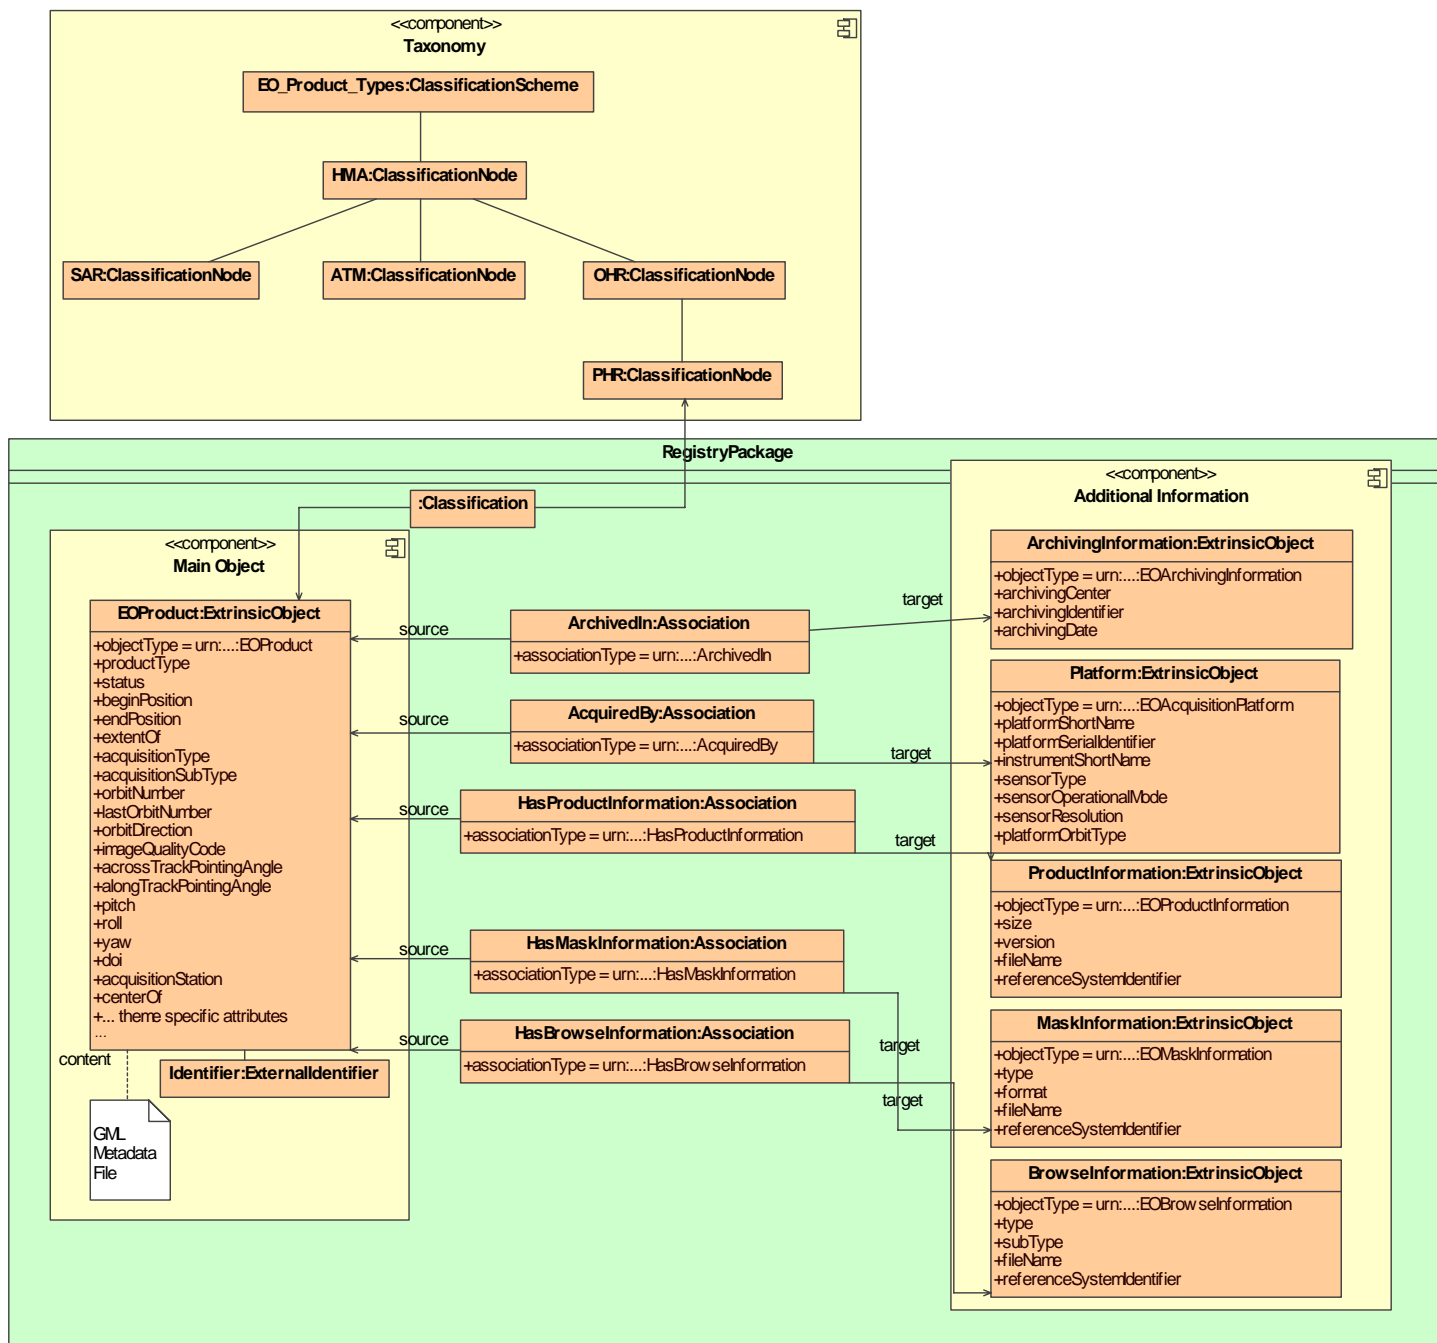 <<component>>
Taxonomy
EO_Product_Types:ClassificationScheme
HMA:ClassificationNode
SAR:ClassificationNode
ATM:ClassificationNode
OHR:ClassificationNode
PHR:ClassificationNode
RegistryPackage
:Classification
<<component>>
Main Object
EOProduct:ExtrinsicObject
+objectType = urn:...:EOProduct
+productType
+status
+beginPosition
+endPosition
+extentOf
+acquisitionType
+acquisitionSubType
+orbitNumber
+lastOrbitNumber
+orbitDirection
+imageQualityCode
+acrossTrackPointingAngle
+alongTrackPointingAngle
+pitch
+roll
+yaw
+doi
+acquisitionStation
+centerOf
+... theme specific attributes
...
content
Identifier:ExternalIdentifier
GML
Metadata
File
source
ArchivedIn:Association
+associationType = urn:...:ArchivedIn
target
source
AcquiredBy:Association
+associationType = urn:...:AcquiredBy
target
source
HasProductInformation:Association
+associationType = urn:...:HasProductInformation
target
source
HasMaskInformation:Association
+associationType = urn:...:HasMaskInformation
target
source
HasBrowseInformation:Association
+associationType = urn:...:HasBrowseInformation
target
<<component>>
Additional Information
ArchivingInformation:ExtrinsicObject
+objectType = urn:...:EOArchivingInformation
+archivingCenter
+archivingIdentifier
+archivingDate
Platform:ExtrinsicObject
+objectType = urn:...:EOAcquisitionPlatform
+platformShortName
+platformSerialIdentifier
+instrumentShortName
+sensorType
+sensorOperationalMode
+sensorResolution
+platformOrbitType
ProductInformation:ExtrinsicObject
+objectType = urn:...:EOProductInformation
+size
+version
+fileName
+referenceSystemIdentifier
MaskInformation:ExtrinsicObject
+objectType = urn:...:EOMaskInformation
+type
+format
+fileName
+referenceSystemIdentifier
BrowseInformation:ExtrinsicObject
+objectType = urn:...:EOBrowseInformation
+type
+subType
+fileName
+referenceSystemIdentifier